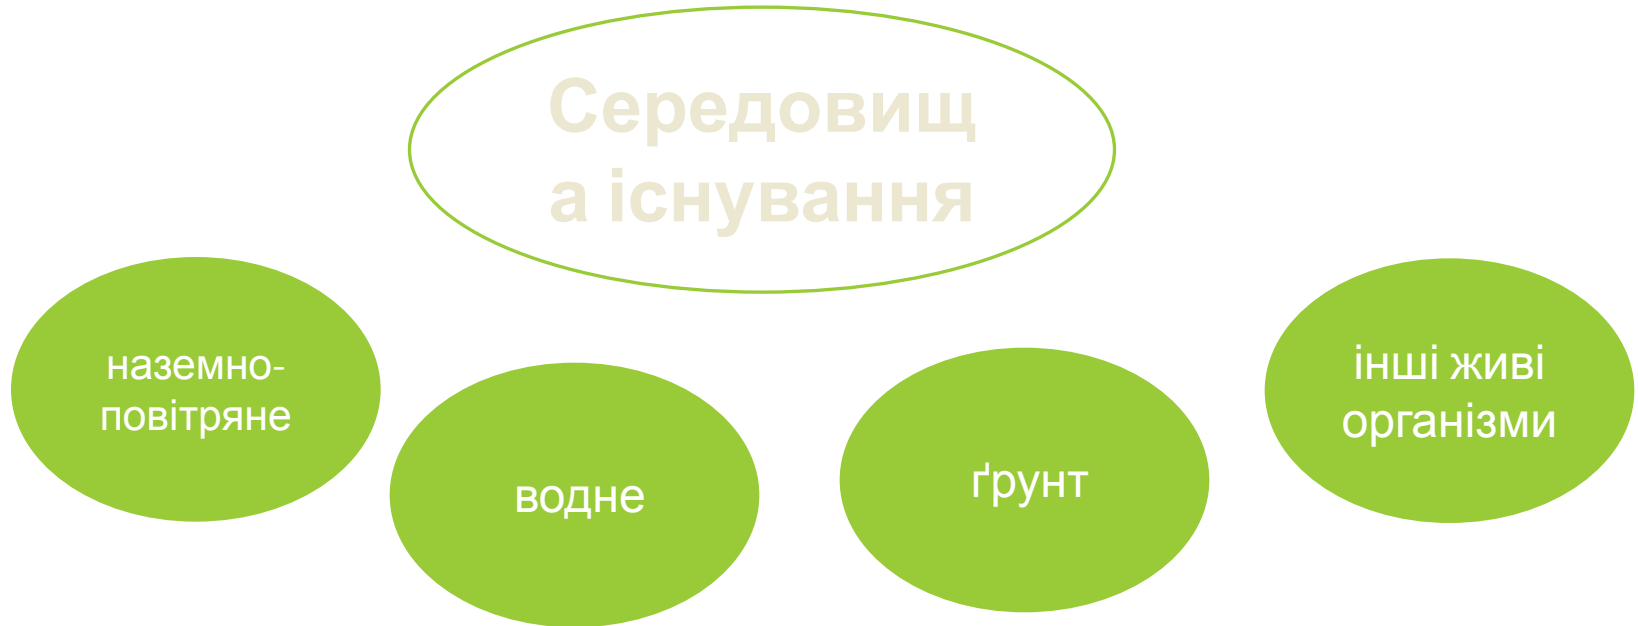 Середовищ
а існування
наземно-
повітряне
водне
ґрунт
інші живі
організми